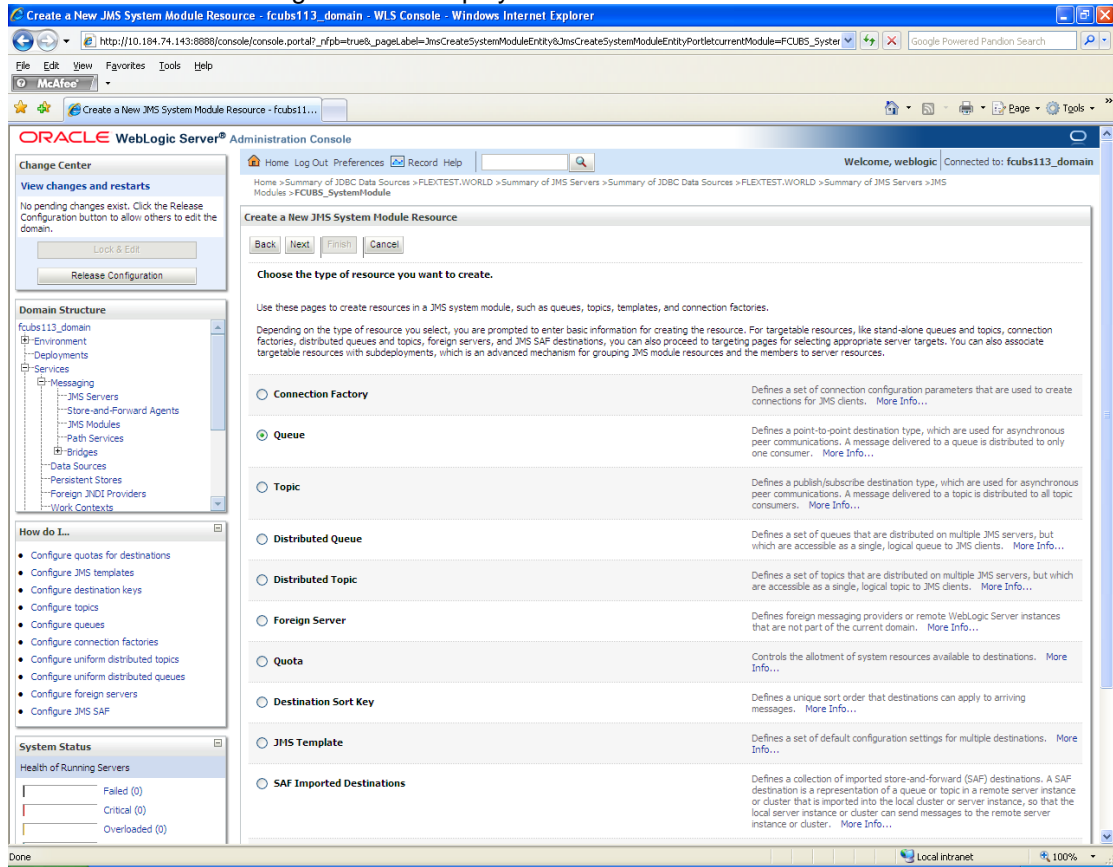 Create a New JMS System Module Resource - fcubs113_domain - WLS Console - Windows Internet Explorer
http://10.184.74.143:8888/console/console.portal?_nfpb=true&_pageLabel=JmsCreateSystemModuleEntity&JmsCreateSystemModuleEntityPortletcurrentModule=FCUBS_Syster
Google Powered Pandion Search
File Edit View Favorites Tools Help
McAfee
Create a New JMS System Module Resource - fcubs11...
Page Tools
ORACLE WebLogic Server® Administration Console
Change Center
View changes and restarts
No pending changes exist. Click the Release
Configuration button to allow others to edit the
domain.
Lock & Edit
Release Configuration
Domain Structure
fcubs113_domain
Environment
Deployments
Services
Messaging
JMS Servers
Store-and-Forward Agents
JMS Modules
Path Services
Bridges
Data Sources
Persistent Stores
Foreign JNDI Providers
Work Contexts
How do I...
Configure quotas for destinations
Configure JMS templates
Configure destination keys
Configure topics
Configure queues
Configure connection factories
Configure uniform distributed topics
Configure uniform distributed queues
Configure foreign servers
Configure JMS SAF
System Status
Health of Running Servers
Failed (0)
Critical (0)
Overloaded (0)
Home Log Out Preferences Record Help
Welcome, weblogic Connected to: fcubs113_domain
Home >Summary of JDBC Data Sources >FLEXTEST.WORLD >Summary of JMS Servers >Summary of JDBC Data Sources >FLEXTEST.WORLD >Summary of JMS Servers >JMS
Modules >FCUBS_SystemModule
Create a New JMS System Module Resource
Back Next Finish Cancel
Choose the type of resource you want to create.
Use these pages to create resources in a JMS system module, such as queues, topics, templates, and connection factories.
Depending on the type of resource you select, you are prompted to enter basic information for creating the resource. For targetable resources, like stand-alone queues and topics, connection
factories, distributed queues and topics, foreign servers, and JMS SAF destinations, you can also proceed to targeting pages for selecting appropriate server targets. You can also associate
targetable resources with subdeployments, which is an advanced mechanism for grouping JMS module resources and the members to server resources.
Connection Factory
Defines a set of connection configuration parameters that are used to create
connections for JMS clients. More Info...
Queue
Defines a point-to-point destination type, which are used for asynchronous
peer communications. A message delivered to a queue is distributed to only
one consumer. More Info...
Topic
Defines a publish/subscribe destination type, which are used for asynchronous
peer communications. A message delivered to a topic is distributed to all topic
consumers. More Info...
Distributed Queue
Defines a set of queues that are distributed on multiple JMS servers, but
which are accessible as a single, logical queue to JMS clients. More Info...
Distributed Topic
Defines a set of topics that are distributed on multiple JMS servers, but which
are accessible as a single, logical topic to JMS clients. More Info...
Foreign Server
Defines foreign messaging providers or remote WebLogic Server instances
that are not part of the current domain. More Info...
Quota
Controls the allotment of system resources available to destinations. More
Info...
Destination Sort Key
Defines a unique sort order that destinations can apply to arriving
messages. More Info...
JMS Template
Defines a set of default configuration settings for multiple destinations. More
Info...
SAF Imported Destinations
Defines a collection of imported store-and-forward (SAF) destinations. A SAF
destination is a representation of a queue or topic in a remote server instance
or cluster that is imported into the local cluster or server instance, so that the
local server instance or cluster can send messages to the remote server
instance or cluster. More Info...
Done
Local intranet
100%